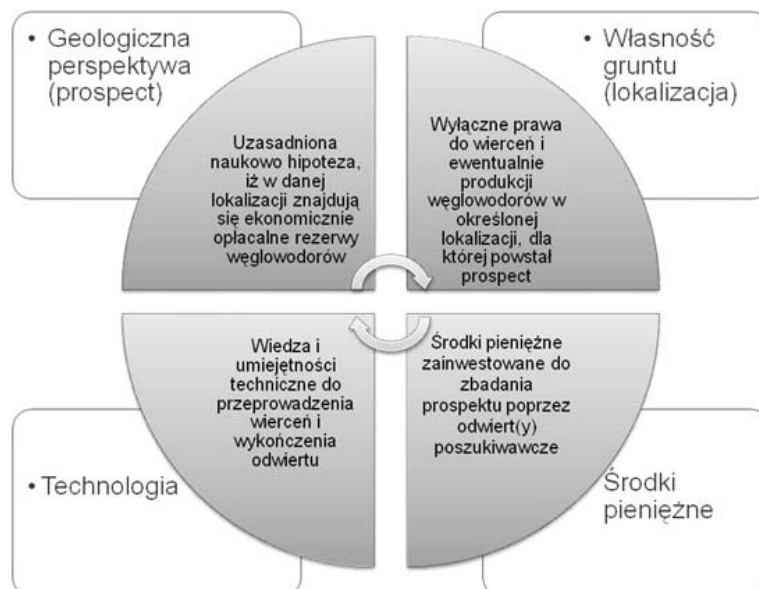 • Geologiczna
perspektywa
(prospect)
Uzasadniona
naukowo hipoteza,
iż w danej
lokalizacji znajdują
się ekonomicznie
opłacalne rezerwy
węglowodorów
• Własność
gruntu
(lokalizacja)
Wyłączne prawa
do wierceń i
ewentualnie
produkcji
węglowodorów w
określonej
lokalizacji, dla
której powstał
prospect
Wiedza i
umiejętności
techniczne do
przeprowadzenia
wierceń i
wykończenia
odwiertu
• Technologia
Środki pieniężne
zainwestowane do
zbadania
prospektu poprzez
odwiert(y)
poszukiwawcze
Środki
pieniężne